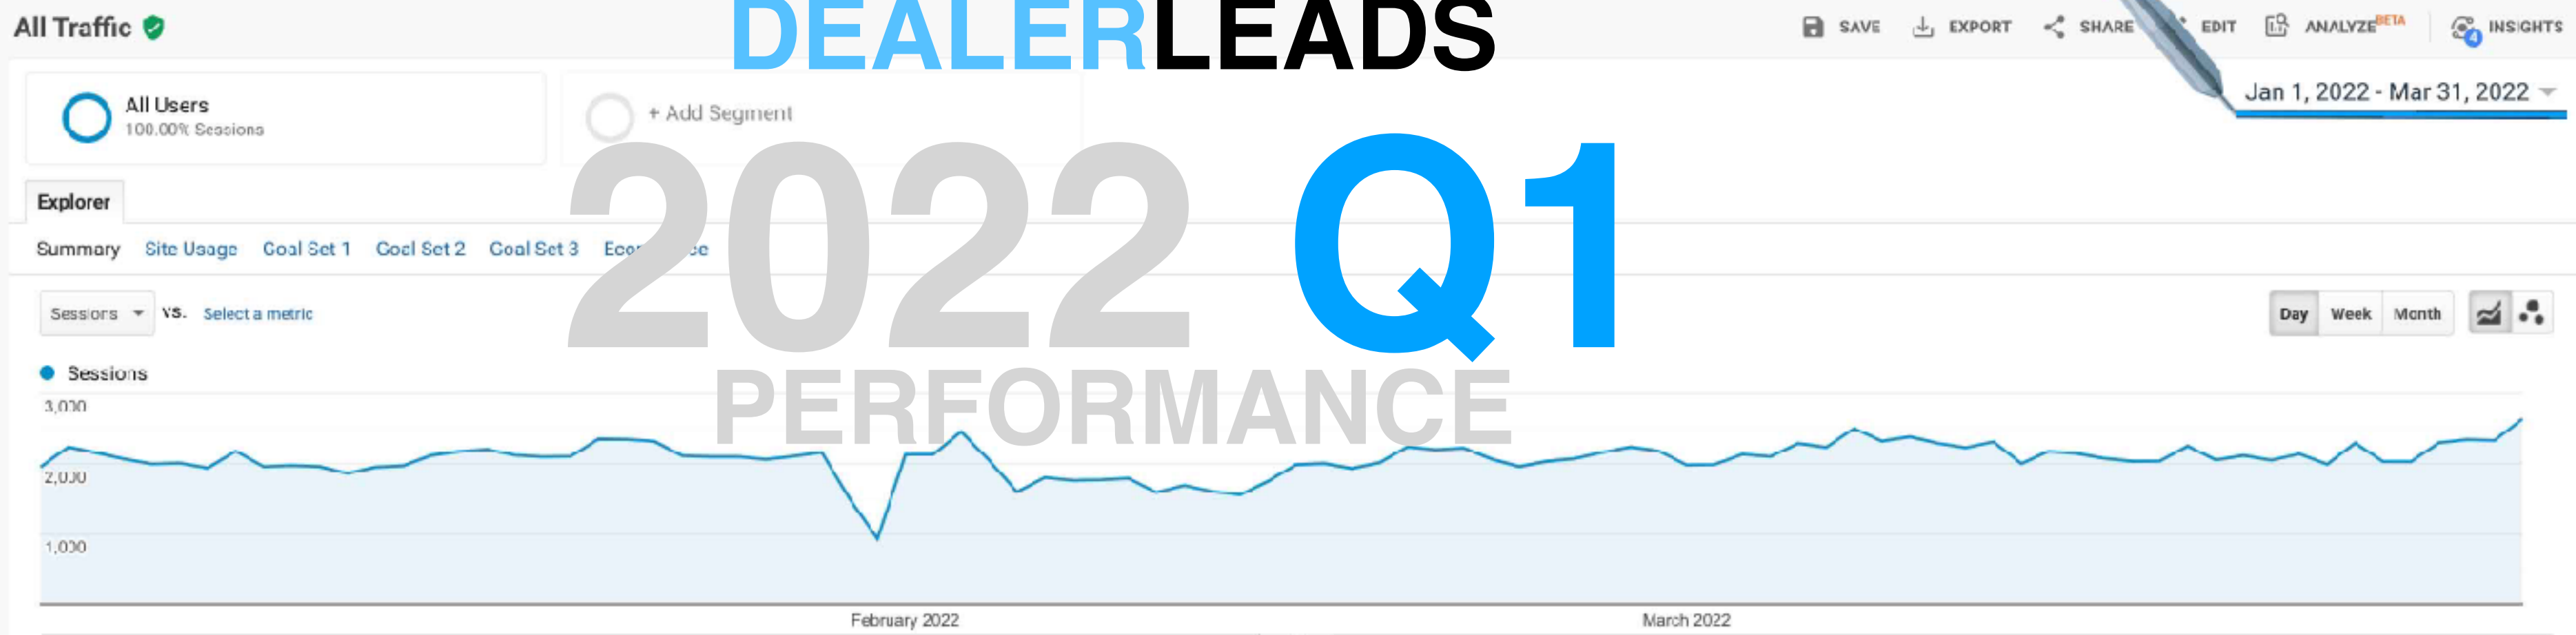 All Traffic
DEALERLEADS
SAVE EXPORT SHARE EDIT ANALYZE BETA 4 INSIGHTS
All Users
100.00% Sessions
+ Add Segment
Jan 1, 2022 - Mar 31, 2022
2022 Q1
Explorer
Summary Site Usage Goal Set 1 Goal Set 2 Goal Set 3
Sessions VS. Select a metric
Day Week Month
PERFORMANCE
Sessions
3,000
2,000
1,000
February 2022 March 2022